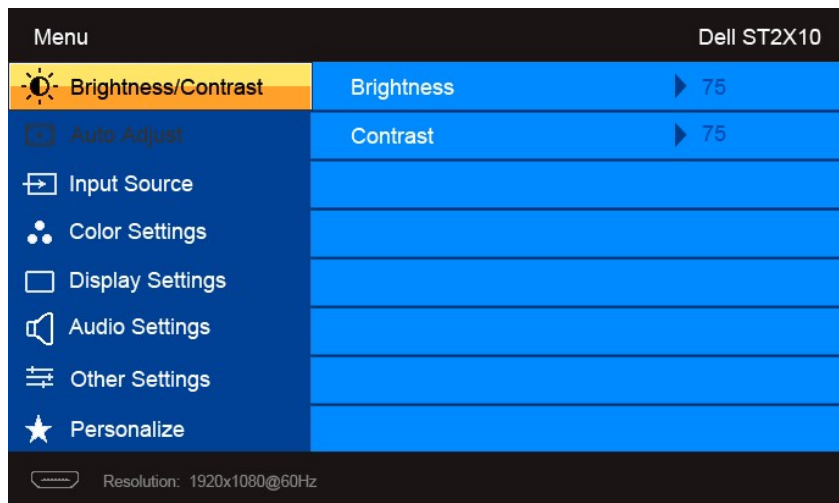 Menu Dell ST2X10
Brightness/Contrast Brightness 75
Auto Adjust Contrast 75
Input Source
Color Settings
Display Settings
Audio Settings
Other Settings
Personalize
Resolution: 1920x1080@60Hz